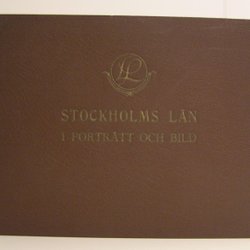 STOCKHOLMS LÄN
I PORTRÄTT OCH BILD